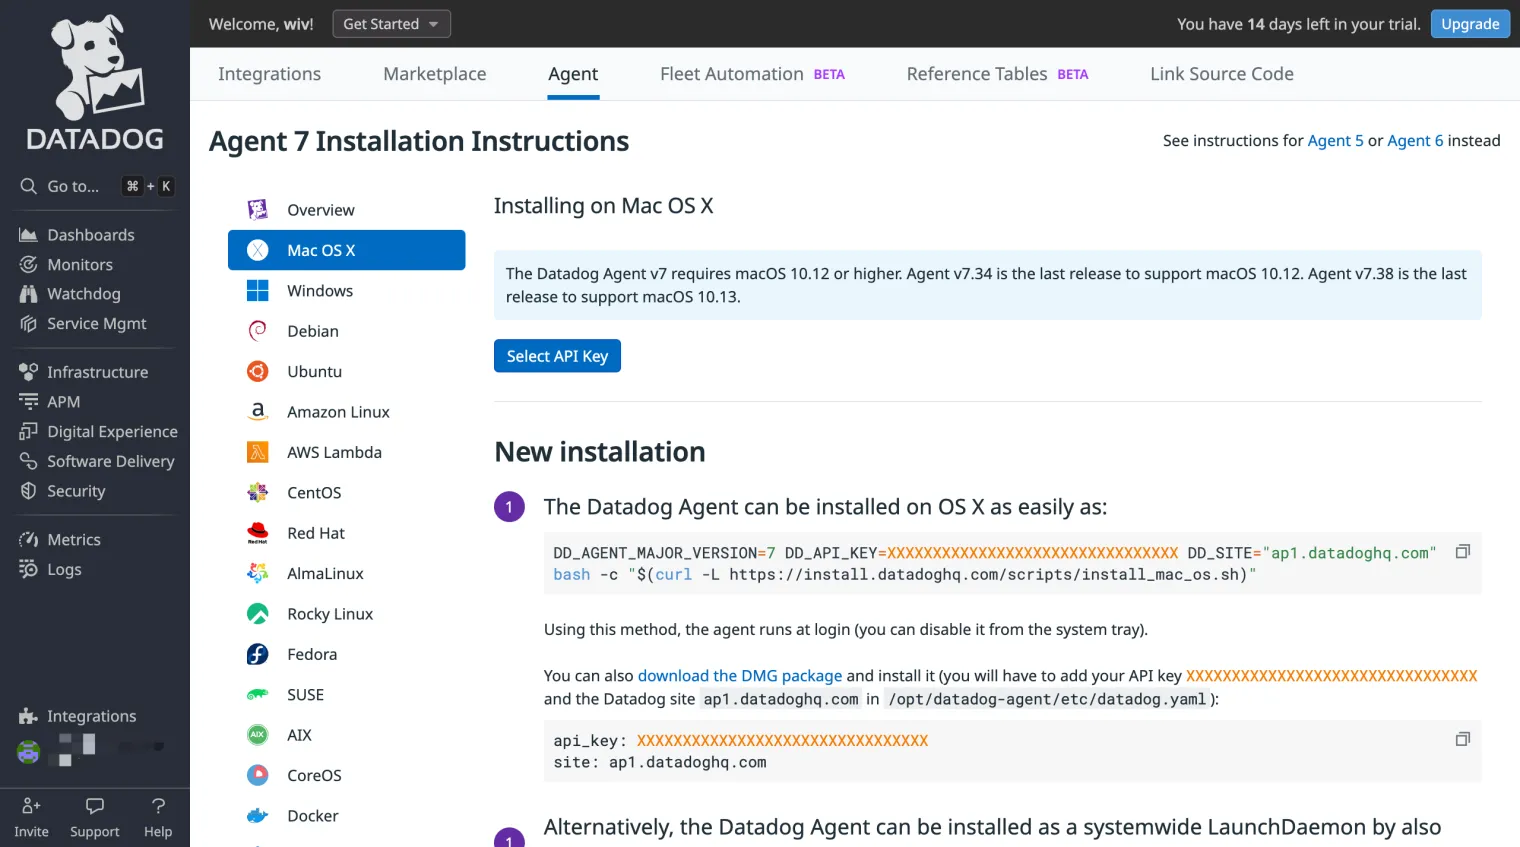 Welcome, wiv!
Get Started
You have 14 days left in your trial.
Upgrade
DATADOG
Go to...
⌘ + K
Dashboards
Monitors
Watchdog
Service Mgmt
Infrastructure
APM
Digital Experience
Software Delivery
Security
Metrics
Logs
Integrations
Invite
Support
Help
Integrations
Marketplace
Agent
Fleet Automation BETA
Reference Tables BETA
Link Source Code
Agent 7 Installation Instructions
See instructions for Agent 5 or Agent 6 instead
Overview
Mac OS X
Windows
Debian
Ubuntu
Amazon Linux
AWS Lambda
CentOS
Red Hat
AlmaLinux
Rocky Linux
Fedora
SUSE
AIX
CoreOS
Docker
Installing on Mac OS X
The Datadog Agent v7 requires macOS 10.12 or higher. Agent v7.34 is the last release to support macOS 10.12. Agent v7.38 is the last
release to support macOS 10.13.
Select API Key
New installation
1
The Datadog Agent can be installed on OS X as easily as:
DD_AGENT_MAJOR_VERSION=7 DD_API_KEY=XXXXXXXXXXXXXXXXXXXXXXXXXXXXXXXX DD_SITE="ap1.datadoghq.com"
bash -c "$(curl -L https://install.datadoghq.com/scripts/install_mac_os.sh)"
Using this method, the agent runs at login (you can disable it from the system tray).
You can also download the DMG package and install it (you will have to add your API key XXXXXXXXXXXXXXXXXXXXXXXXXXXXXXXX
and the Datadog site ap1.datadoghq.com in /opt/datadog-agent/etc/datadog.yaml):
api_key: XXXXXXXXXXXXXXXXXXXXXXXXXXXXXXXX
site: ap1.datadoghq.com
1
Alternatively, the Datadog Agent can be installed as a systemwide LaunchDaemon by also